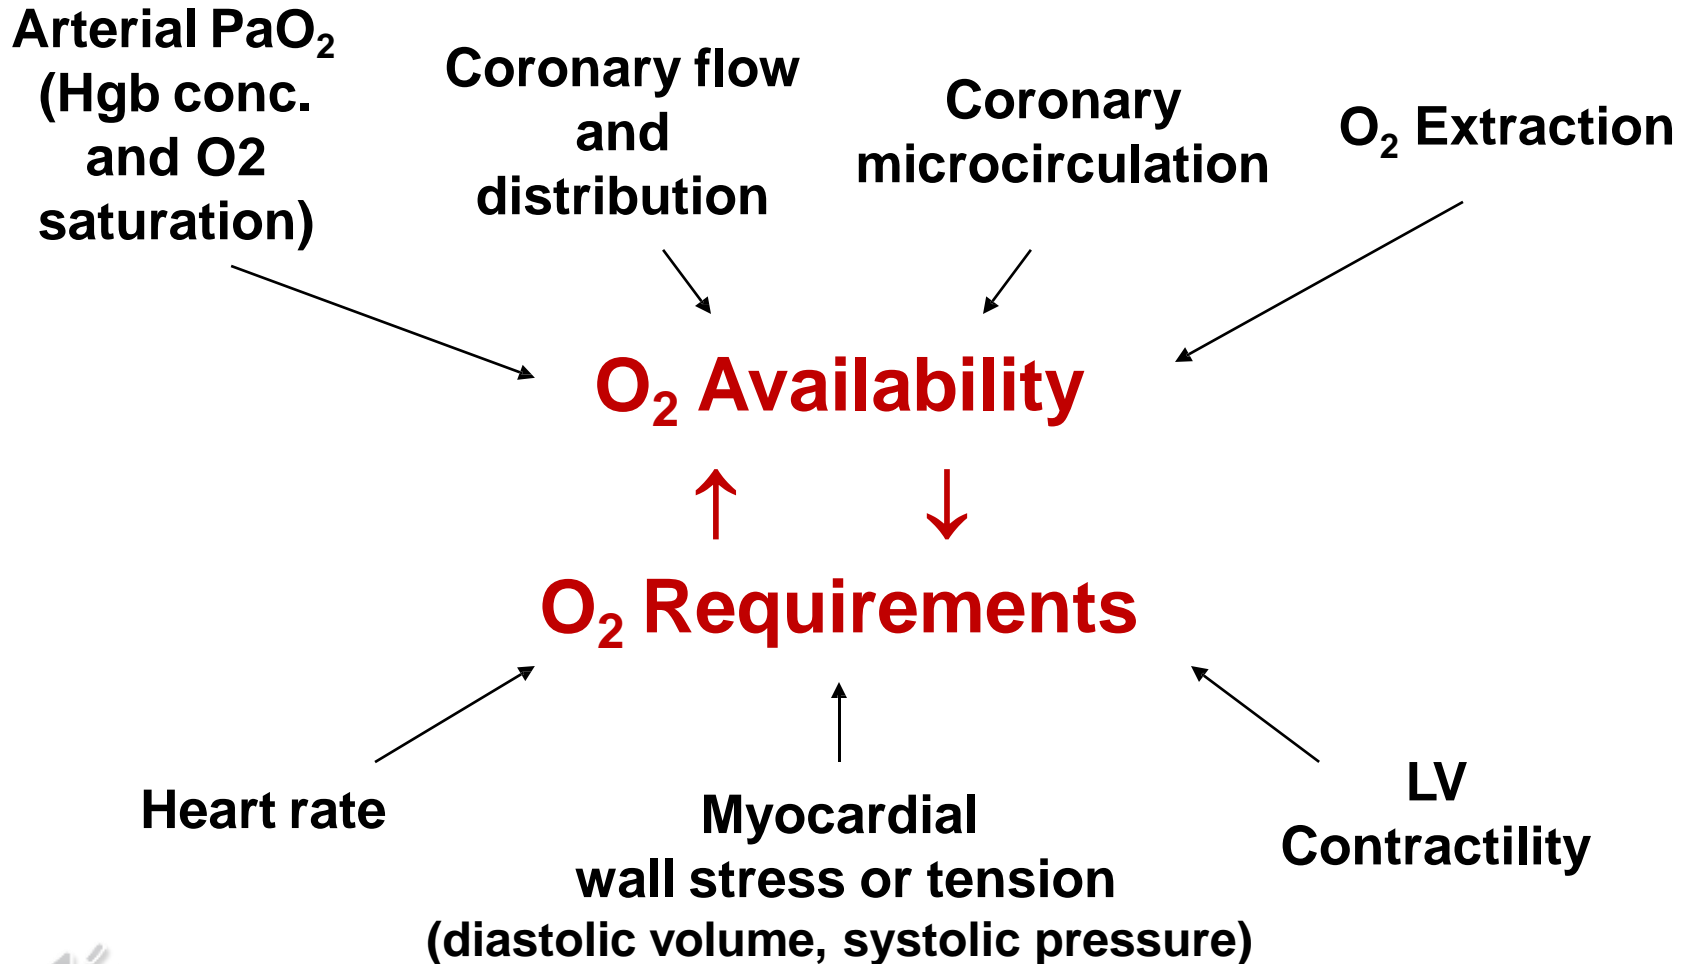 Arterial PaO₂
(Hgb conc.
and O2
saturation)
Coronary flow
and
distribution
Coronary
microcirculation
O₂ Extraction
O₂ Availability
↑ ↓
O₂ Requirements
Heart rate
Myocardial
wall stress or tension
(diastolic volume, systolic pressure)
LV
Contractility